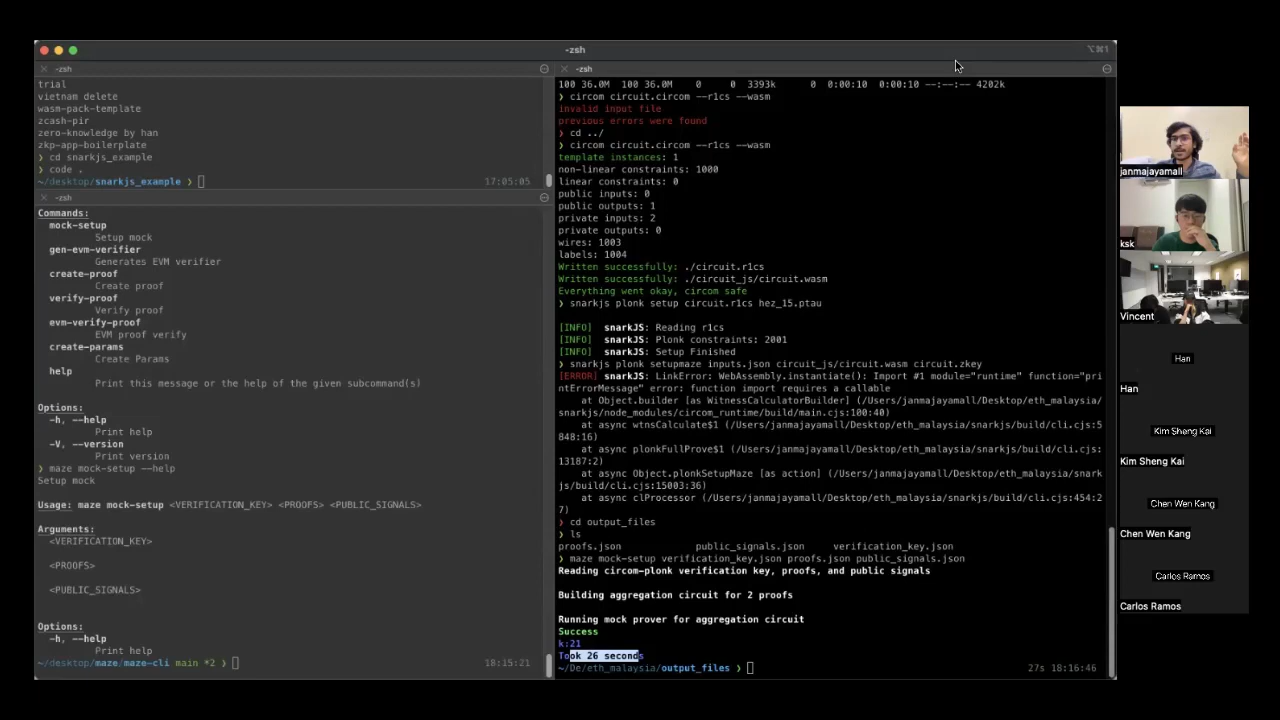 -zsh
⌥⌘1
-zsh
trial
vietnam delete
wasm-pack-template
zcash-pir
zero-knowledge by han
zkp-app-boilerplate
❯ cd snarkjs_example
❯ code .
~/desktop/snarkjs_example ❯
17:05:05
-zsh
Commands:
mock-setup
Setup mock
gen-evm-verifier
Generates EVM verifier
create-proof
Create proof
verify-proof
Verify proof
evm-verify-proof
EVM proof verify
create-params
Create Params
help
Print this message or the help of the given subcommand(s)
Options:
-h, --help
Print help
-V, --version
Print version
❯ maze mock-setup --help
Setup mock
Usage: maze mock-setup <VERIFICATION_KEY> <PROOFS> <PUBLIC_SIGNALS>
Arguments:
<VERIFICATION_KEY>
<PROOFS>
<PUBLIC_SIGNALS>
Options:
-h, --help
Print help
~/desktop/maze/maze-cli main *2 ❯
18:15:21
-zsh
100 36.0M 100 36.0M 0 0 3393k 0 0:00:10 0:00:10 --:--:-- 4202k
❯ circom circuit.circom --r1cs --wasm
invalid input file
previous errors were found
❯ cd ../
❯ circom circuit.circom --r1cs --wasm
template instances: 1
non-linear constraints: 1000
linear constraints: 0
public inputs: 0
public outputs: 1
private inputs: 2
private outputs: 0
wires: 1003
labels: 1004
Written successfully: ./circuit.r1cs
Written successfully: ./circuit_js/circuit.wasm
Everything went okay, circom safe
❯ snarkjs plonk setup circuit.r1cs hez_15.ptau
[INFO] snarkJS: Reading r1cs
[INFO] snarkJS: Plonk constraints: 2001
[INFO] snarkJS: Setup Finished
❯ snarkjs plonk setupmaze inputs.json circuit_js/circuit.wasm circuit.zkey
[ERROR] snarkJS: LinkError: WebAssembly.instantiate(): Import #1 module="runtime" function="pri
ntErrorMessage" error: function import requires a callable
at Object.builder [as WitnessCalculatorBuilder] (/Users/janmajayamall/Desktop/eth_malaysia/
snarkjs/node_modules/circom_runtime/build/main.cjs:100:40)
at async wtnsCalculate$1 (/Users/janmajayamall/Desktop/eth_malaysia/snarkjs/build/cli.cjs:5
848:16)
at async plonkFullProve$1 (/Users/janmajayamall/Desktop/eth_malaysia/snarkjs/build/cli.cjs:
13187:2)
at async Object.plonkSetupMaze [as action] (/Users/janmajayamall/Desktop/eth_malaysia/snark
js/build/cli.cjs:15003:36)
at async clProcessor (/Users/janmajayamall/Desktop/eth_malaysia/snarkjs/build/cli.cjs:454:2
7)
❯ cd output_files
❯ ls
proofs.json public_signals.json verification_key.json
❯ maze mock-setup verification_key.json proofs.json public_signals.json
Reading circom-plonk verification key, proofs, and public signals
Building aggregation circuit for 2 proofs
Running mock prover for aggregation circuit
Success
k:21
Took 26 seconds
~/De/eth_malaysia/output_files ❯
27s 18:16:46
janmajayamall
ksk
Vincent
Han
Han
Kim Sheng Kai
Kim Sheng Kai
Chen Wen Kang
Chen Wen Kang
Carlos Ramos
Carlos Ramos